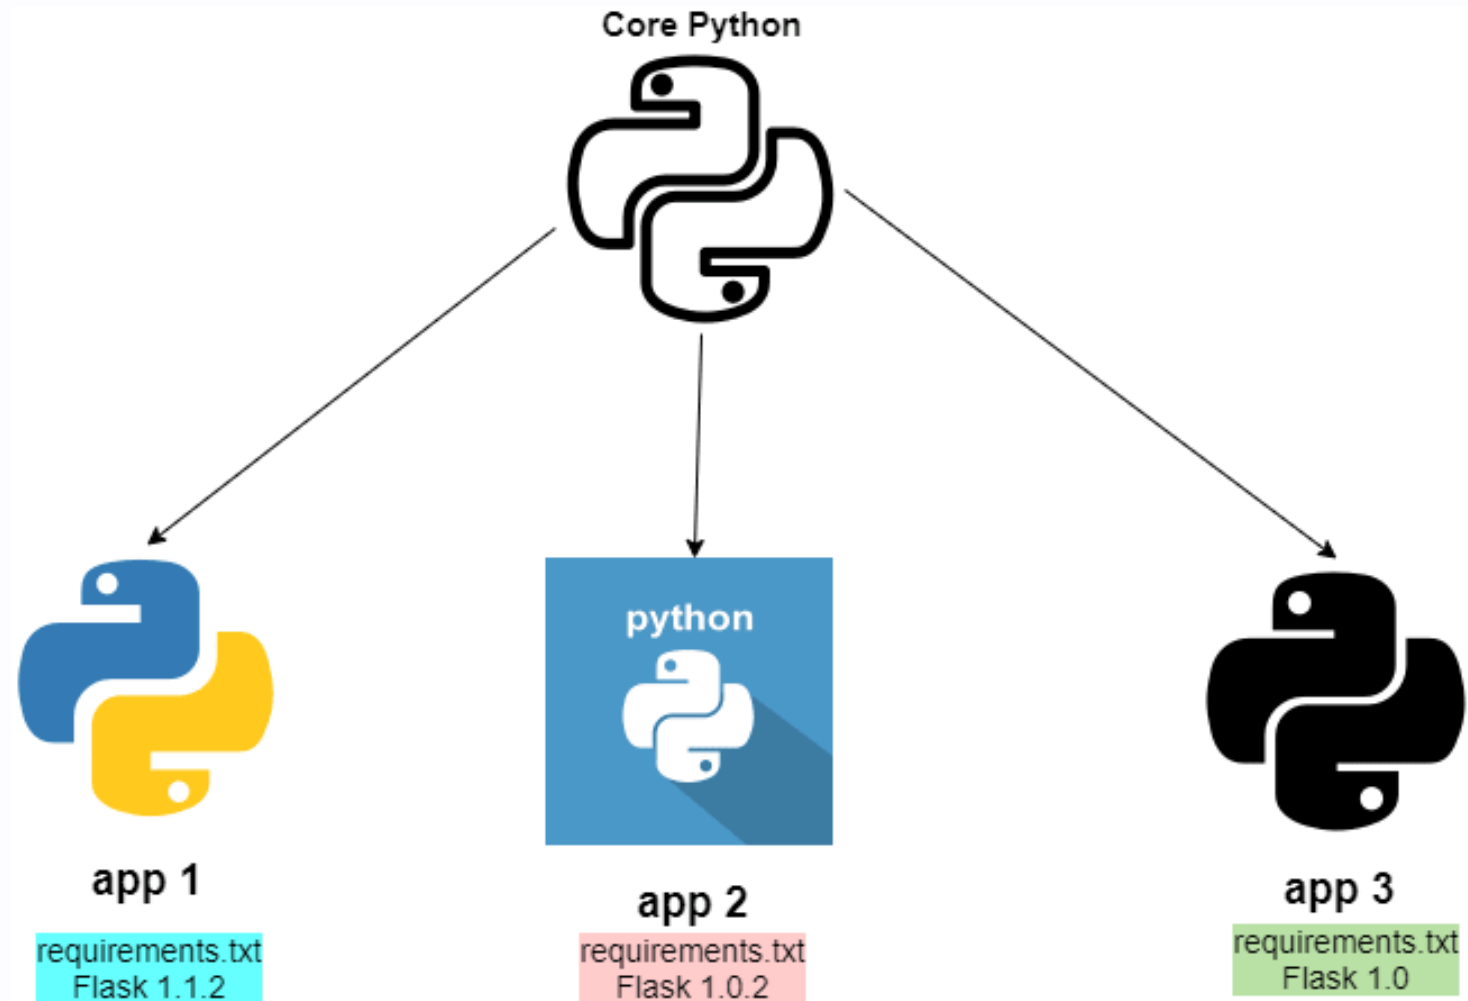 Core Python
python
app 1
requirements.txt
Flask 1.1.2
app 2
requirements.txt
Flask 1.0.2
app 3
requirements.txt
Flask 1.0